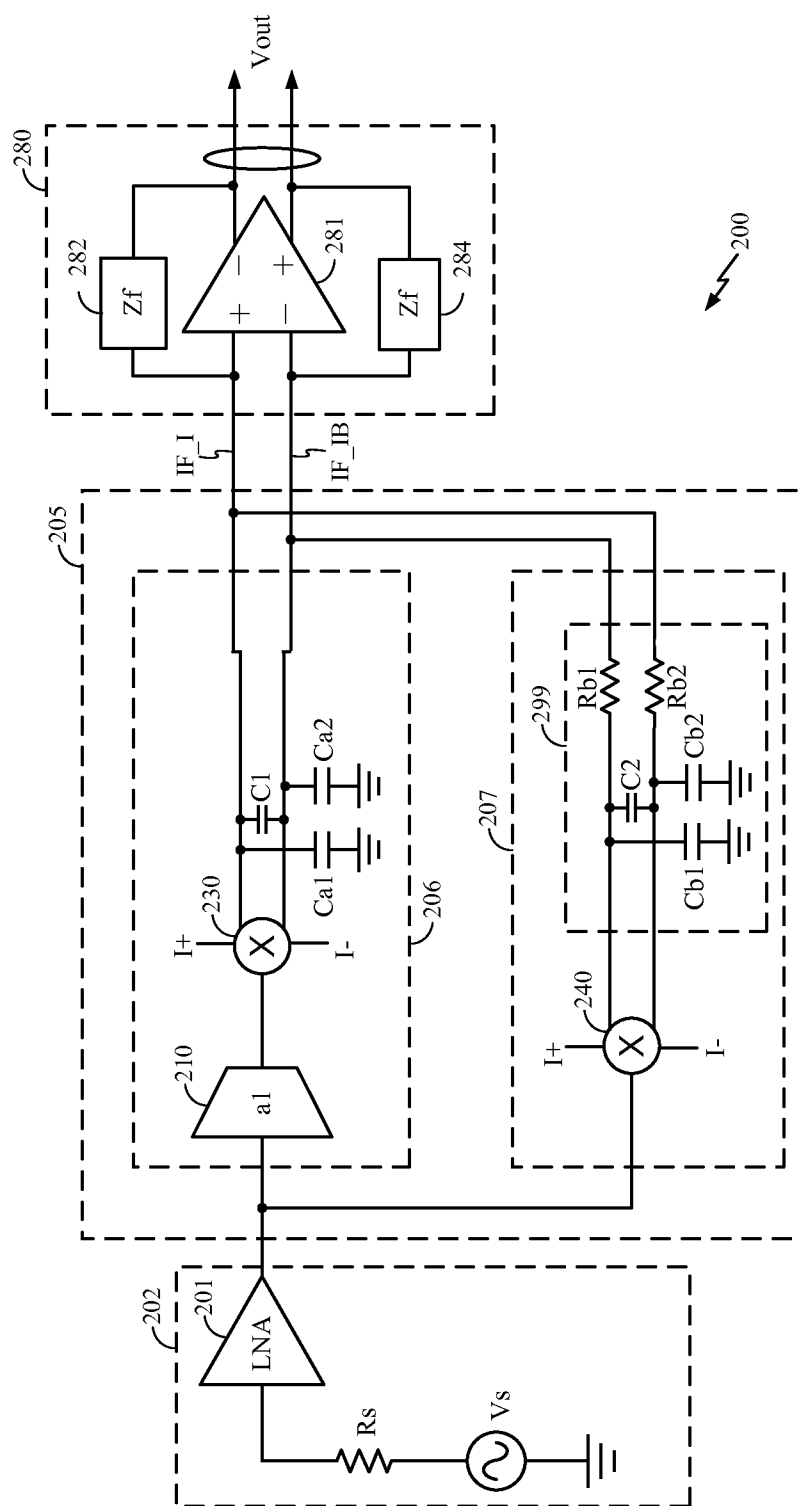 202
201
LNA
Rs
Vs
205
210
a1
230
I+
X
I-
Ca1
C1
Ca2
206
240
I+
X
I-
207
299
Cb1
C2
Cb2
Rb1
Rb2
IF_I
IF_IB
280
282
Zf
+ −
− +
281
Zf
284
Vout
200